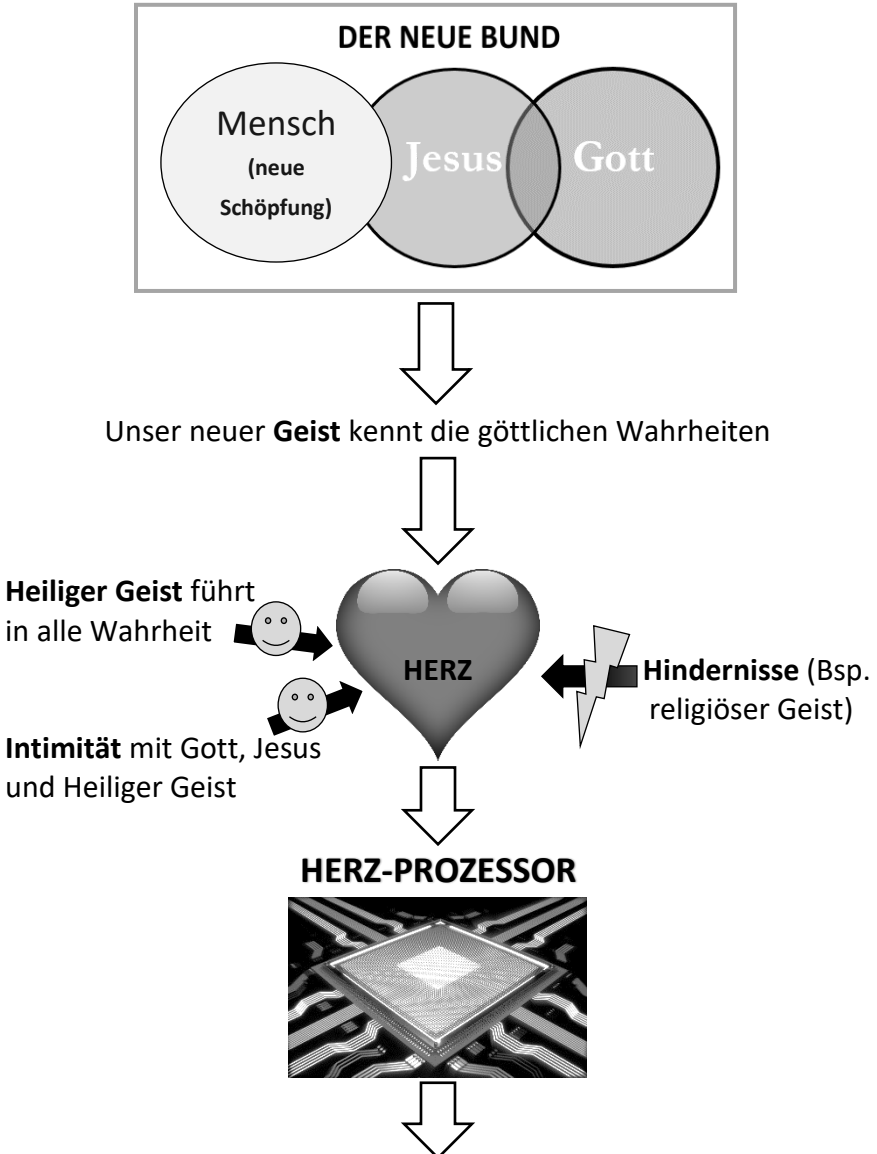 DER NEUE BUND
Mensch
(neue
Schöpfung)
Jesus
Gott
Unser neuer Geist kennt die göttlichen Wahrheiten
Heiliger Geist führt
in alle Wahrheit
HERZ
Hindernisse (Bsp.
religiöser Geist)
Intimität mit Gott, Jesus
und Heiliger Geist
HERZ-PROZESSOR